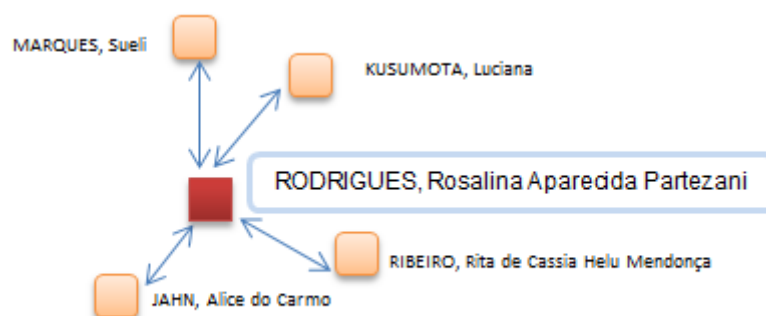 MARQUES, Sueli
KUSUMOTA, Luciana
RODRIGUES, Rosalina Aparecida Partezani
RIBEIRO, Rita de Cassia Helu Mendonça
JAHN, Alice do Carmo